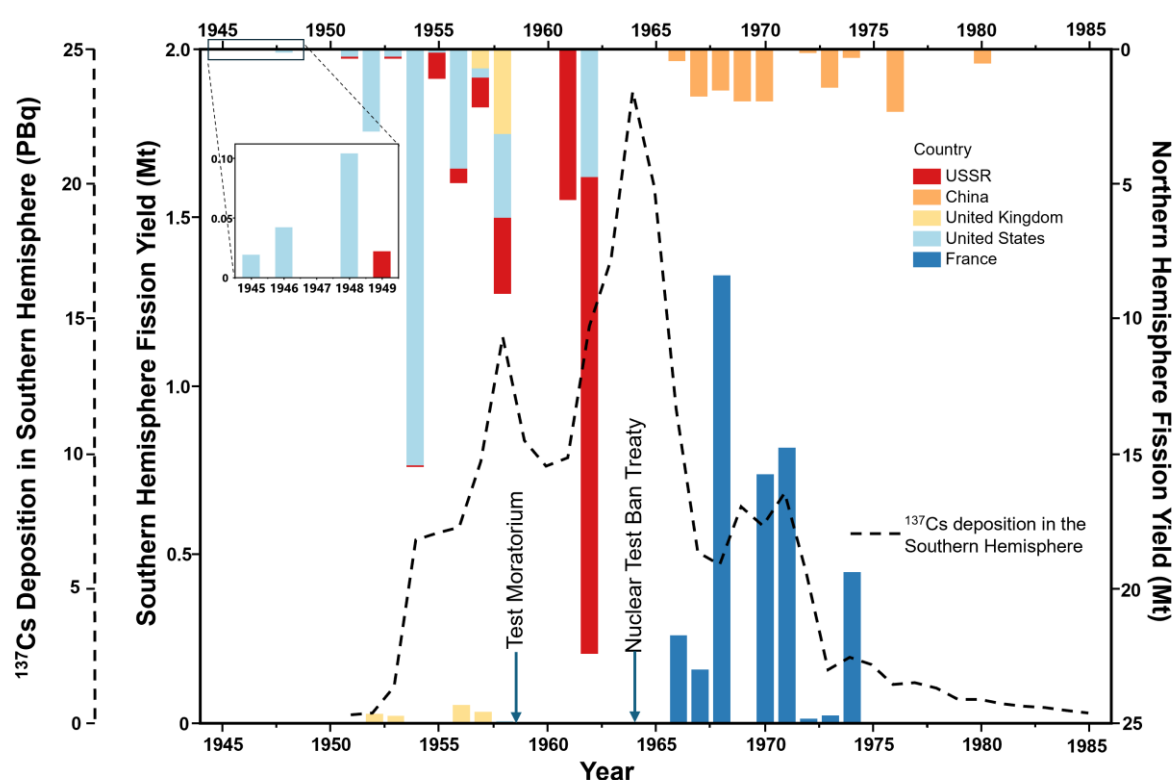 1945 1950 1955 1960 1965 1970 1975 1980 1985
¹³⁷Cs Deposition in Southern Hemisphere (PBq)
25
20
15
10
5
0
Southern Hemisphere Fission Yield (Mt)
2.0
1.5
1.0
0.5
0
0.10
0.05
0
1945 1946 1947 1948 1949
Country
USSR
China
United Kingdom
United States
France
Test Moratorium
Nuclear Test Ban Treaty
¹³⁷Cs deposition in the
Southern Hemisphere
0
5
10
15
20
25
Northern Hemisphere Fission Yield (Mt)
1945 1950 1955 1960 1965 1970 1975 1980 1985
Year